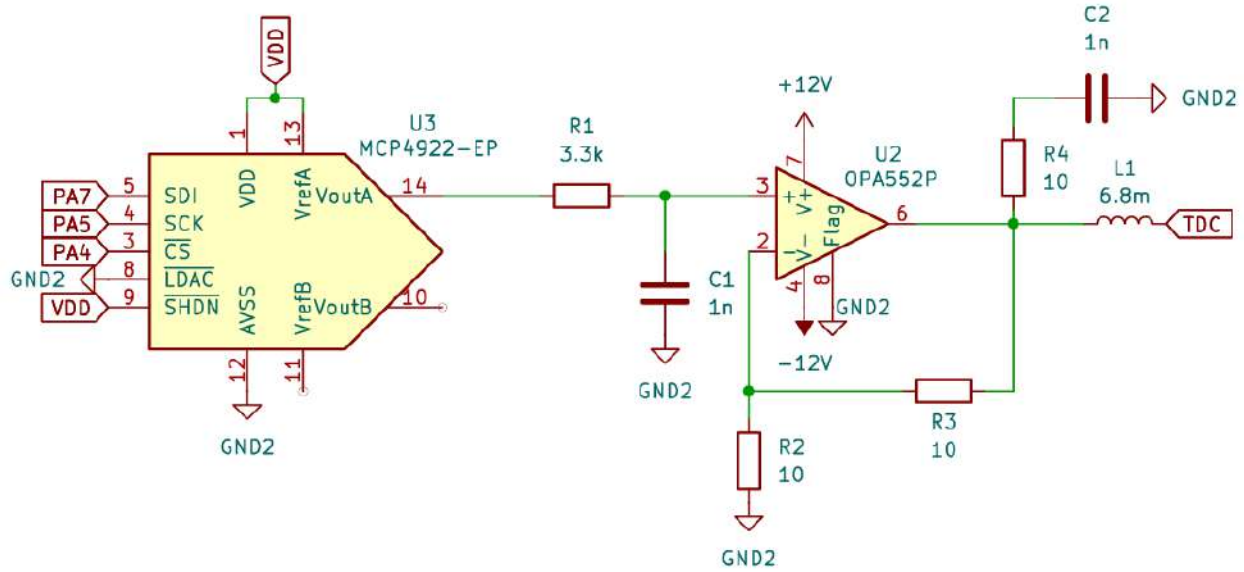 VDD
C2
1n
GND2
+12V
1
13
U3
MCP4922-EP
R1
3.3k
7
U2
OPA552P
R4
10
L1
6.8m
PA7
5
SDI
VDD
VrefA
VoutA
14
3
+
V+
6
TDC
PA5
4
SCK
PA4
3
CS
2
-
V-
Flag
GND2
8
LDAC
C1
1n
4
8
GND2
VDD
9
SHDN
AVSS
VrefB
VoutB
10
-12V
12
11
GND2
GND2
R3
10
R2
10
GND2